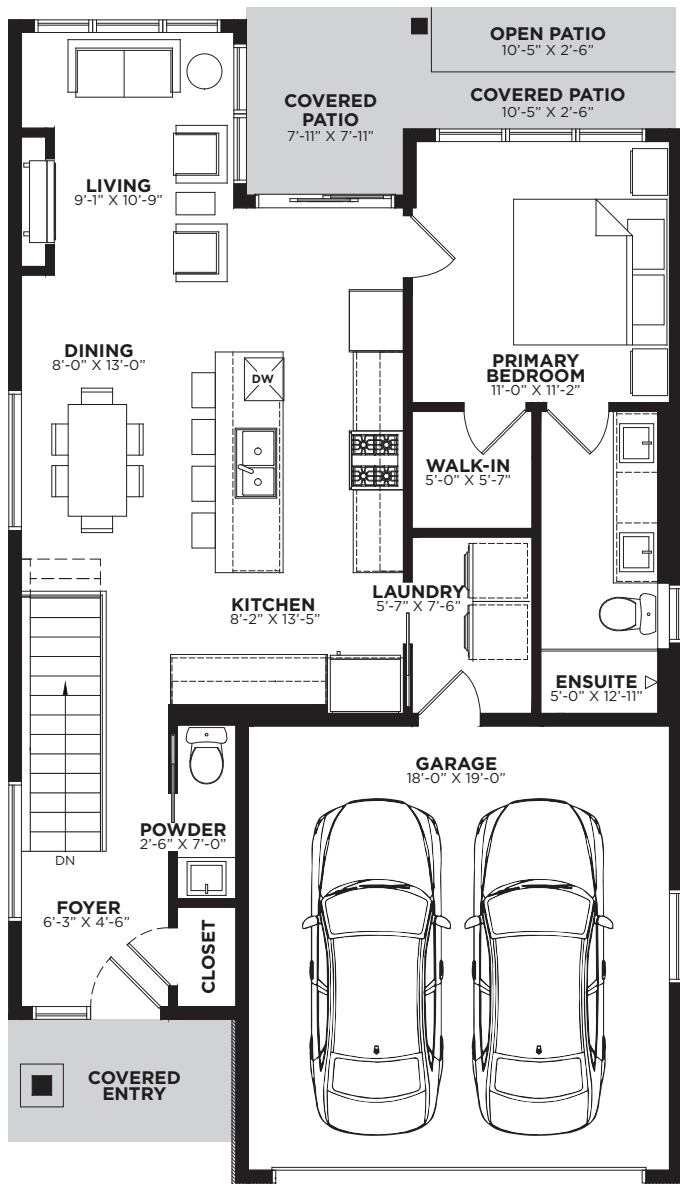 OPEN PATIO
10'-5" X 2'-6"
COVERED PATIO
10'-5" X 2'-6"
COVERED
PATIO
7'-11" X 7'-11"
LIVING
9'-1" X 10'-9"
DINING
8'-0" X 13'-0"
DW
PRIMARY
BEDROOM
11'-0" X 11'-2"
WALK-IN
5'-0" X 5'-7"
LAUNDRY
5'-7" X 7'-6"
KITCHEN
8'-2" X 13'-5"
ENSUITE
5'-0" X 12'-11"
GARAGE
18'-0" X 19'-0"
POWDER
2'-6" X 7'-0"
DN
FOYER
6'-3" X 4'-6"
CLOSET
COVERED
ENTRY